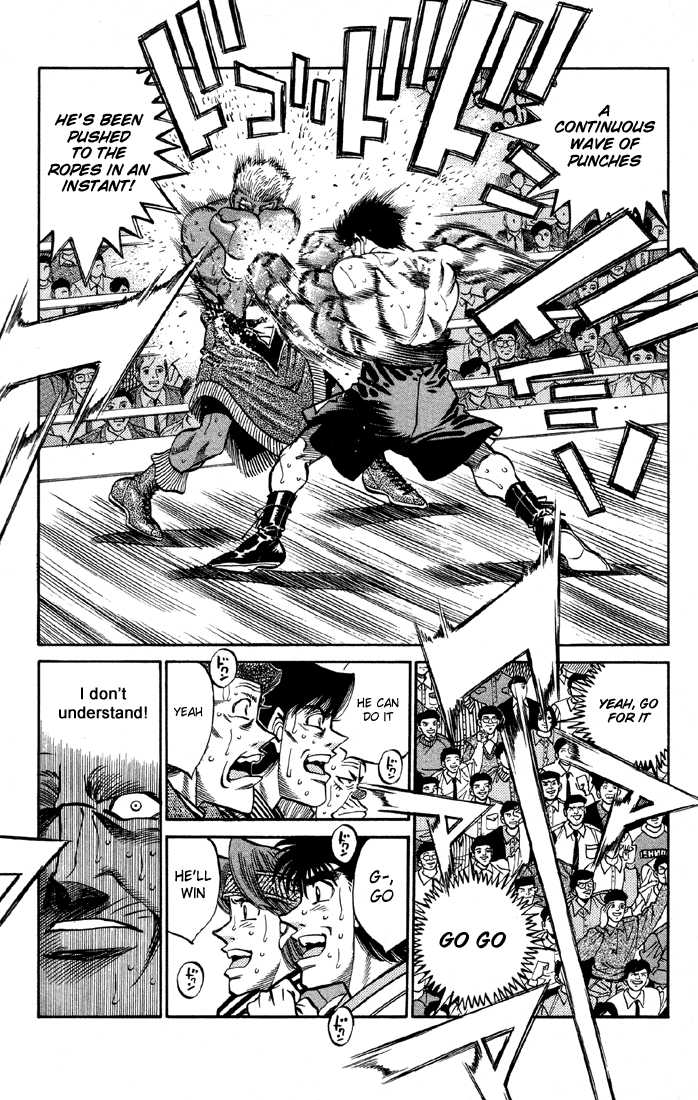 A
CONTINUOUS
WAVE OF
PUNCHES
HE'S BEEN
PUSHED
TO THE
ROPES IN AN
INSTANT!
YEAH, GO
FOR IT
GO GO
HE CAN
DO IT
YEAH
G-,
GO
HE'LL
WIN
I don't
understand!